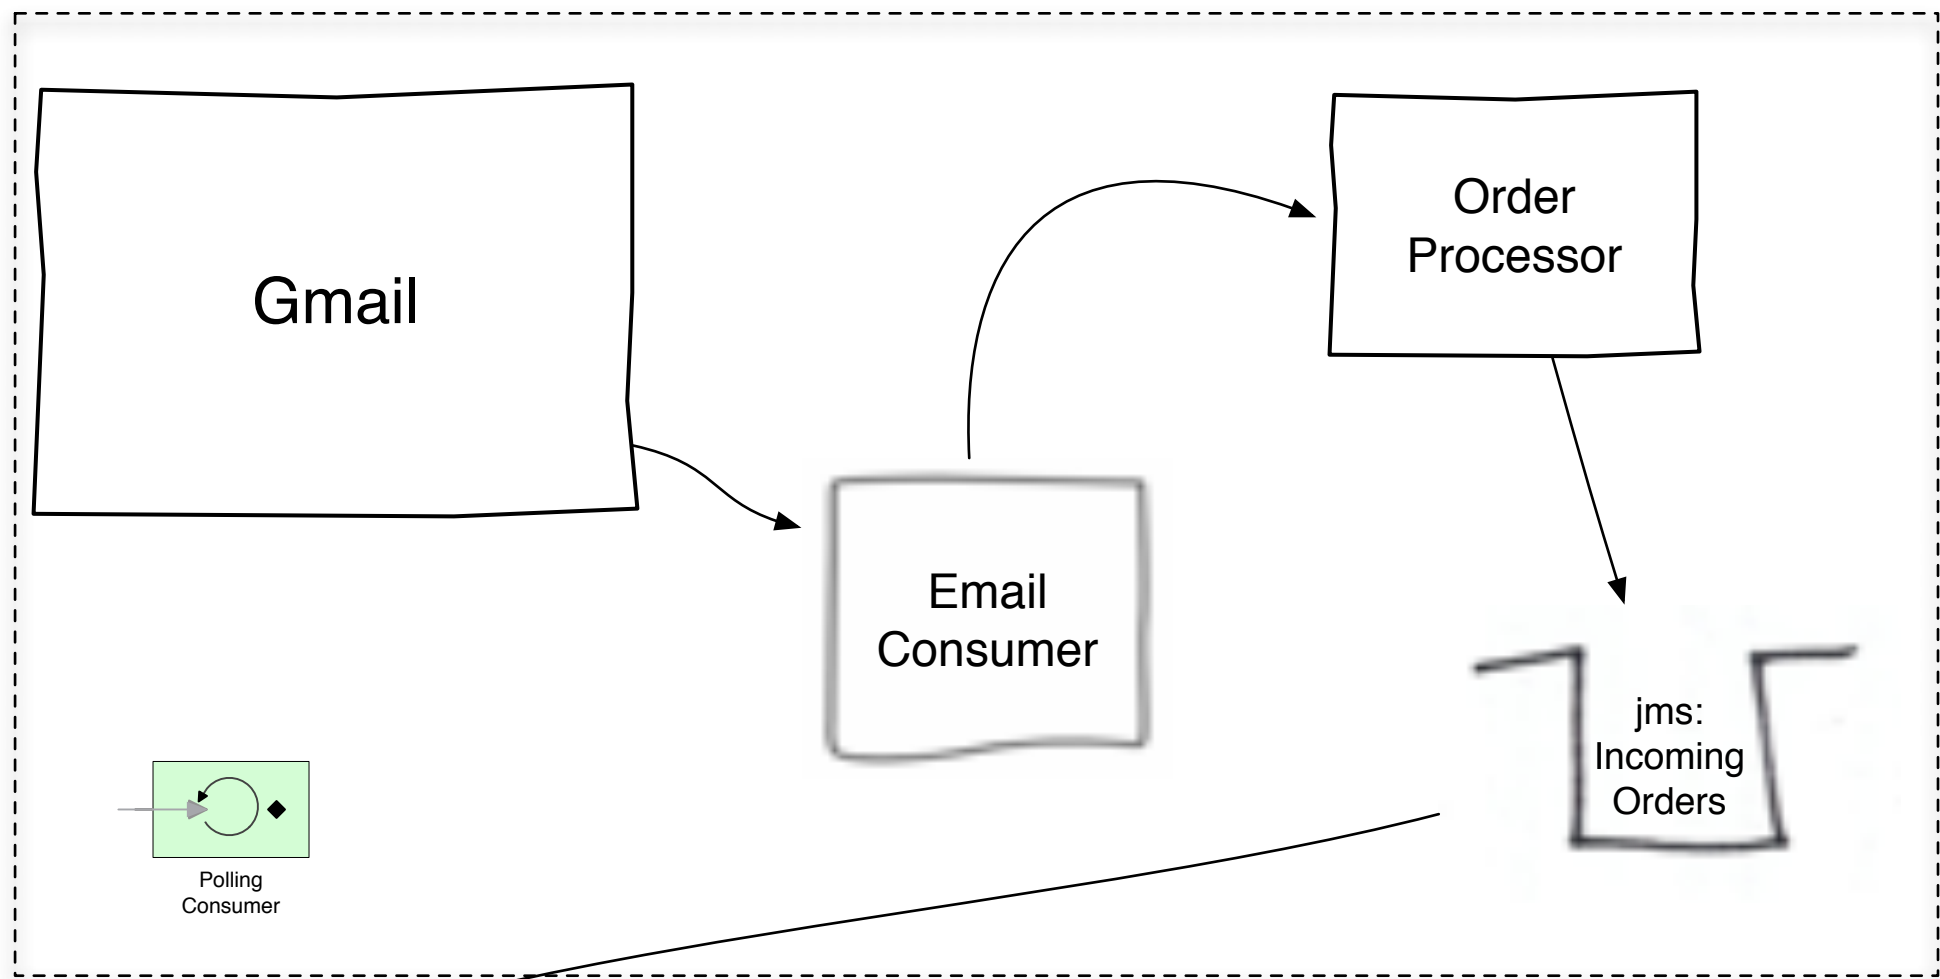 Gmail
Order
Processor
Email
Consumer
jms:
Incoming
Orders
Polling
Consumer